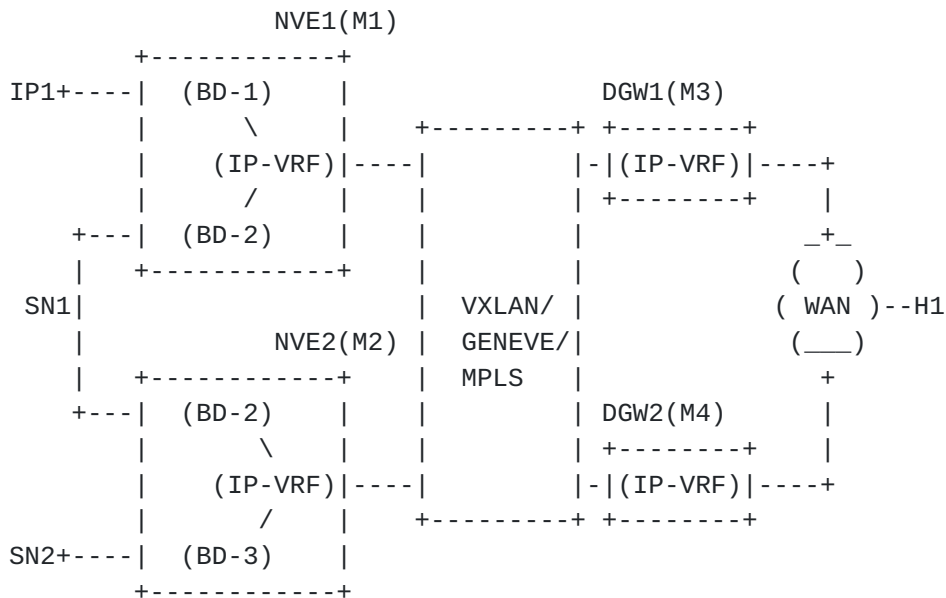 NVE1(M1)
+------------+
IP1+----|  (BD-1)    |                DGW1(M3)
        |      \     |    +---------+ +--------+
        |    (IP-VRF)|----|         |-|(IP-VRF)|----+
        |      /     |    |         | +--------+    |
    +---|  (BD-2)    |    |         |              _+_
    |   +------------+    |         |             (   )
 SN1|                     |  VXLAN/ |            ( WAN )--H1
    |            NVE2(M2) |  GENEVE/|             (___)
    |   +------------+    |  MPLS   |               +
    +---|  (BD-2)    |    |         | DGW2(M4)      |
        |       \    |    |         | +--------+    |
        |    (IP-VRF)|----|         |-|(IP-VRF)|----+
        |       /    |    +---------+ +--------+
SN2+----|  (BD-3)    |
        +------------+